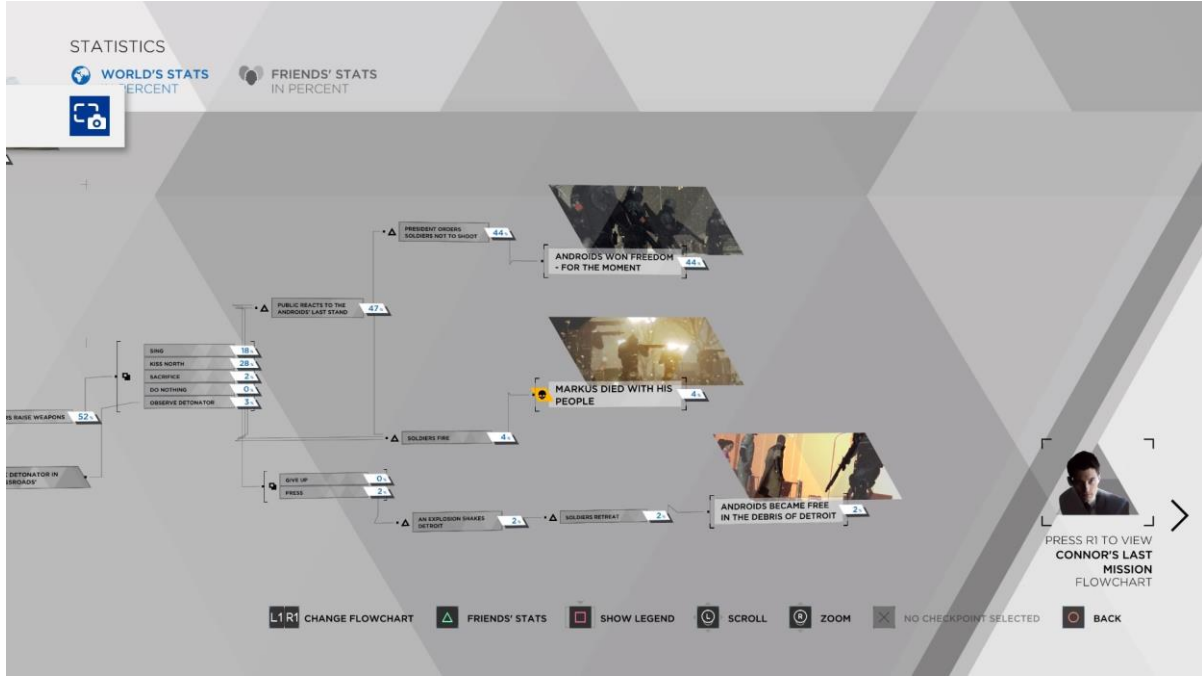 STATISTICS
WORLD'S STATS
PERCENT
FRIENDS' STATS
IN PERCENT
PRESIDENT ORDERS
SOLDIERS NOT TO SHOOT
44%
ANDROIDS WON FREEDOM
- FOR THE MOMENT
44%
PUBLIC REACTS TO THE
ANDROIDS' LAST STAND
47%
SING
18%
KISS NORTH
28%
SACRIFICE
2%
DO NOTHING
0%
OBSERVE DETONATOR
3%
MARKUS DIED WITH HIS
PEOPLE
4%
MS RAISE WEAPONS
52%
SOLDIERS FIRE
4%
E DETONATOR IN
SSROADS'
GIVE UP
0%
PRESS
2%
AN EXPLOSION SHAKES
DETROIT
2%
SOLDIERS RETREAT
2%
ANDROIDS BECAME FREE
IN THE DEBRIS OF DETROIT
2%
PRESS R1 TO VIEW
CONNOR'S LAST
MISSION
FLOWCHART
L1 R1 CHANGE FLOWCHART
FRIENDS' STATS
SHOW LEGEND
L SCROLL
R ZOOM
NO CHECKPOINT SELECTED
BACK